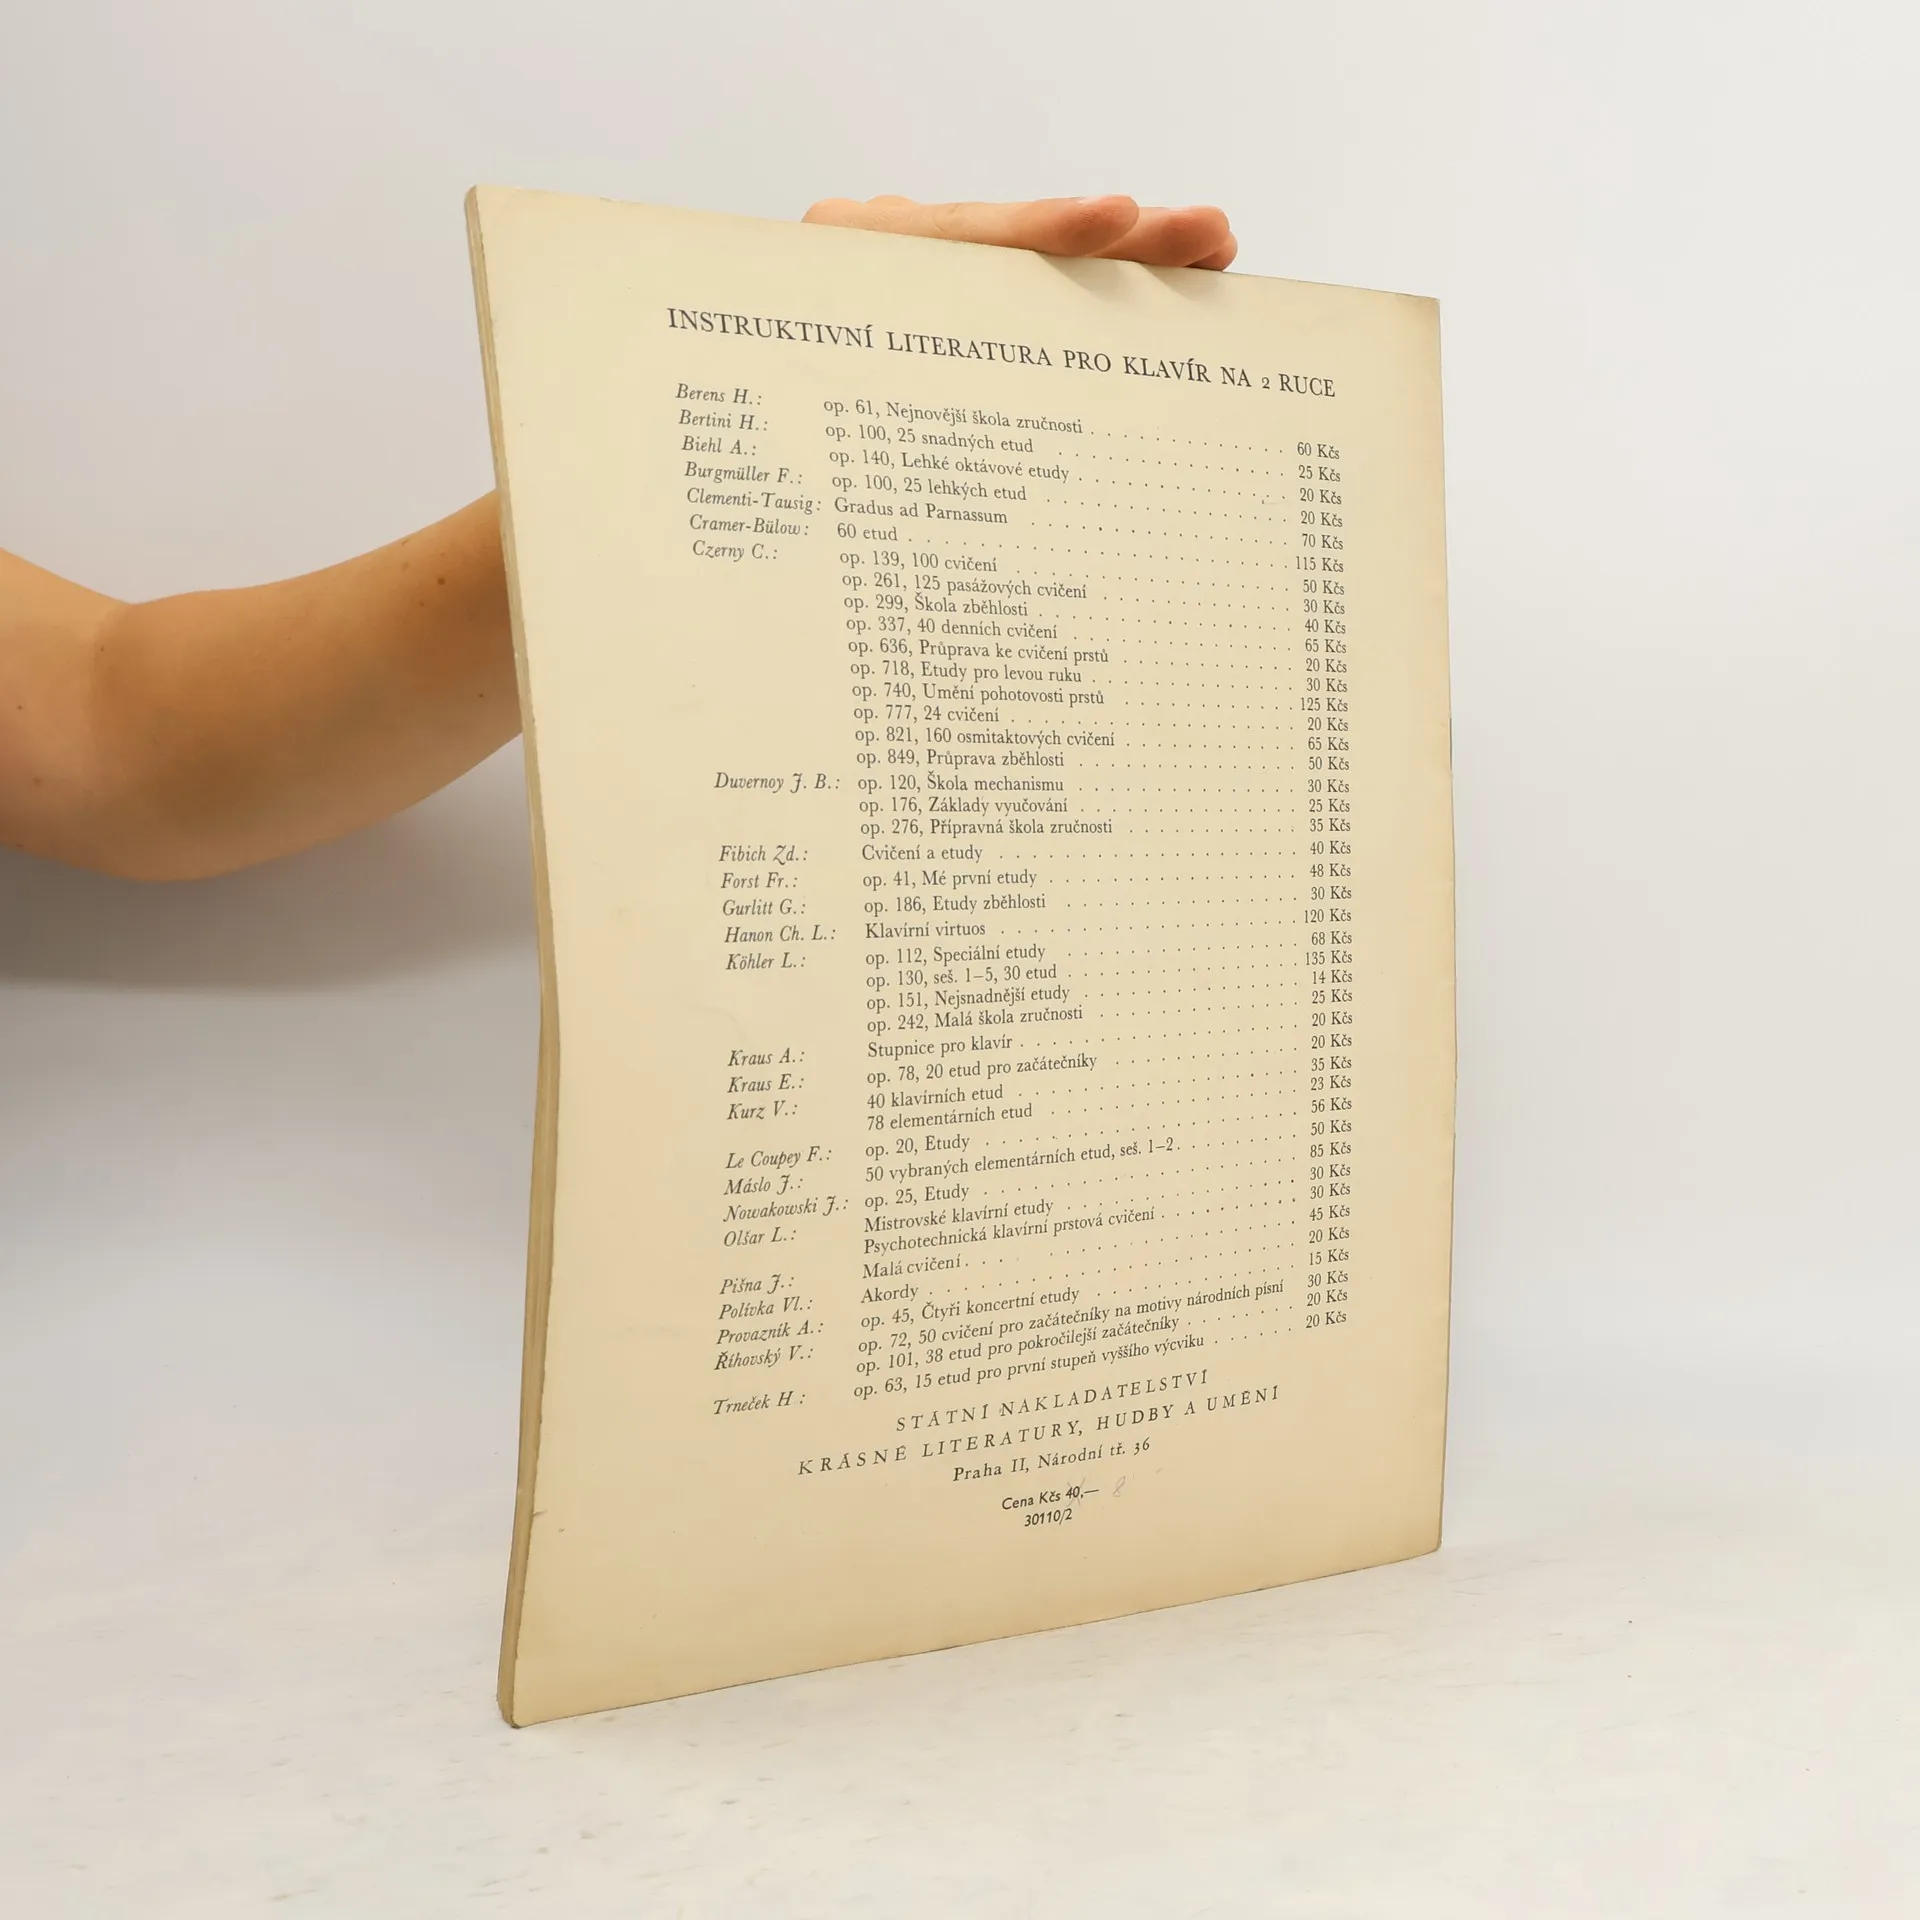 INSTRUKTIVNÍ LITERATURA PRO KLAVÍR NA 2 RUCE
Berens H.: op. 61, Nejnovější škola zručnosti . . . . . . . . . . . . 60 Kčs
Bertini H.: op. 100, 25 snadných etud . . . . . . . . . . . . 25 Kčs
Biehl A.: op. 140, Lehké oktávové etudy . . . . . . . . . . . . 20 Kčs
Burgmüller F.: op. 100, 25 lehkých etud . . . . . . . . . . . . 20 Kčs
Clementi-Tausig: Gradus ad Parnassum . . . . . . . . . . . . 70 Kčs
Cramer-Bülow: 60 etud . . . . . . . . . . . . 115 Kčs
Czerny C.: op. 139, 100 cvičení . . . . . . . . . . . . 50 Kčs
op. 261, 125 pasážových cvičení . . . . . . . . . . . . 30 Kčs
op. 299, Škola zběhlosti . . . . . . . . . . . . 40 Kčs
op. 337, 40 denních cvičení . . . . . . . . . . . . 65 Kčs
op. 636, Průprava ke cvičení prstů . . . . . . . . . . . . 20 Kčs
op. 718, Etudy pro levou ruku . . . . . . . . . . . . 30 Kčs
op. 740, Umění pohotovosti prstů . . . . . . . . . . . . 125 Kčs
op. 777, 24 cvičení . . . . . . . . . . . . 20 Kčs
op. 821, 160 osmitaktových cvičení . . . . . . . . . . . . 65 Kčs
op. 849, Průprava zběhlosti . . . . . . . . . . . . 50 Kčs
Duvernoy J. B.: op. 120, Škola mechanismu . . . . . . . . . . . . 30 Kčs
op. 176, Základy vyučování . . . . . . . . . . . . 25 Kčs
op. 276, Přípravná škola zručnosti . . . . . . . . . . . . 35 Kčs
Fibich Zd.: Cvičení a etudy . . . . . . . . . . . . 40 Kčs
Forst Fr.: op. 41, Mé první etudy . . . . . . . . . . . . 48 Kčs
Gurlitt G.: op. 186, Etudy zběhlosti . . . . . . . . . . . . 30 Kčs
Hanon Ch. L.: Klavírní virtuos . . . . . . . . . . . . 120 Kčs
Köhler L.: op. 112, Speciální etudy . . . . . . . . . . . . 68 Kčs
op. 130, seš. 1–5, 30 etud . . . . . . . . . . . . 135 Kčs
op. 151, Nejsnadnější etudy . . . . . . . . . . . . 14 Kčs
op. 242, Malá škola zručnosti . . . . . . . . . . . . 25 Kčs
Kraus A.: Stupnice pro klavír . . . . . . . . . . . . 20 Kčs
Kraus E.: op. 78, 20 etud pro začátečníky . . . . . . . . . . . . 20 Kčs
Kurz V.: 40 klavírních etud . . . . . . . . . . . . 35 Kčs
78 elementárních etud . . . . . . . . . . . . 23 Kčs
Le Coupey F.: op. 20, Etudy . . . . . . . . . . . . 56 Kčs
Máslo J.: 50 vybraných elementárních etud, seš. 1–2 . . . . . . . . 50 Kčs
Nowakowski J.: op. 25, Etudy . . . . . . . . . . . . 85 Kčs
Olšar L.: Mistrovské klavírní etudy . . . . . . . . . . . . 30 Kčs
Psychotechnická klavírní prstová cvičení . . . . . . . . . 30 Kčs
Pišna J.: Malá cvičení . . . . . . . . . . . . 45 Kčs
Polívka Vl.: Akordy . . . . . . . . . . . . 20 Kčs
Provazník A.: op. 45, Čtyři koncertní etudy . . . . . . . . . . . . 15 Kčs
Říhovský V.: op. 72, 50 cvičení pro začátečníky na motivy národních písní 30 Kčs
op. 101, 38 etud pro pokročilejší začátečníky . . . . . . . 20 Kčs
Trneček H : op. 63, 15 etud pro první stupeň vyššího výcviku . . . . . . 20 Kčs
STÁTNÍ NAKLADATELSTVÍ
KRÁSNÉ LITERATURY, HUDBY A UMĚNÍ
Praha II, Národní tř. 36
Cena Kčs 40,— 8
30110/2